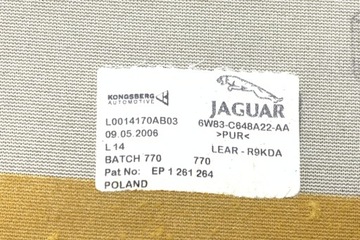 KONGSBERG
AUTOMOTIVE
JAGUAR
L0014170AB03
6W83-C648A22-AA
09.05.2006
>PUR<
L 14
LEAR - R9KDA
BATCH 770
770
Pat No: EP 1 261 264
POLAND